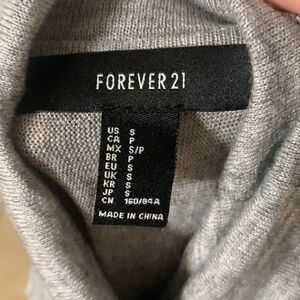 FOREVER 21
US S
CA P
MX S/P
BR P
EU S
UK S
KR S
JP S
CN 160/84A
MADE IN CHINA